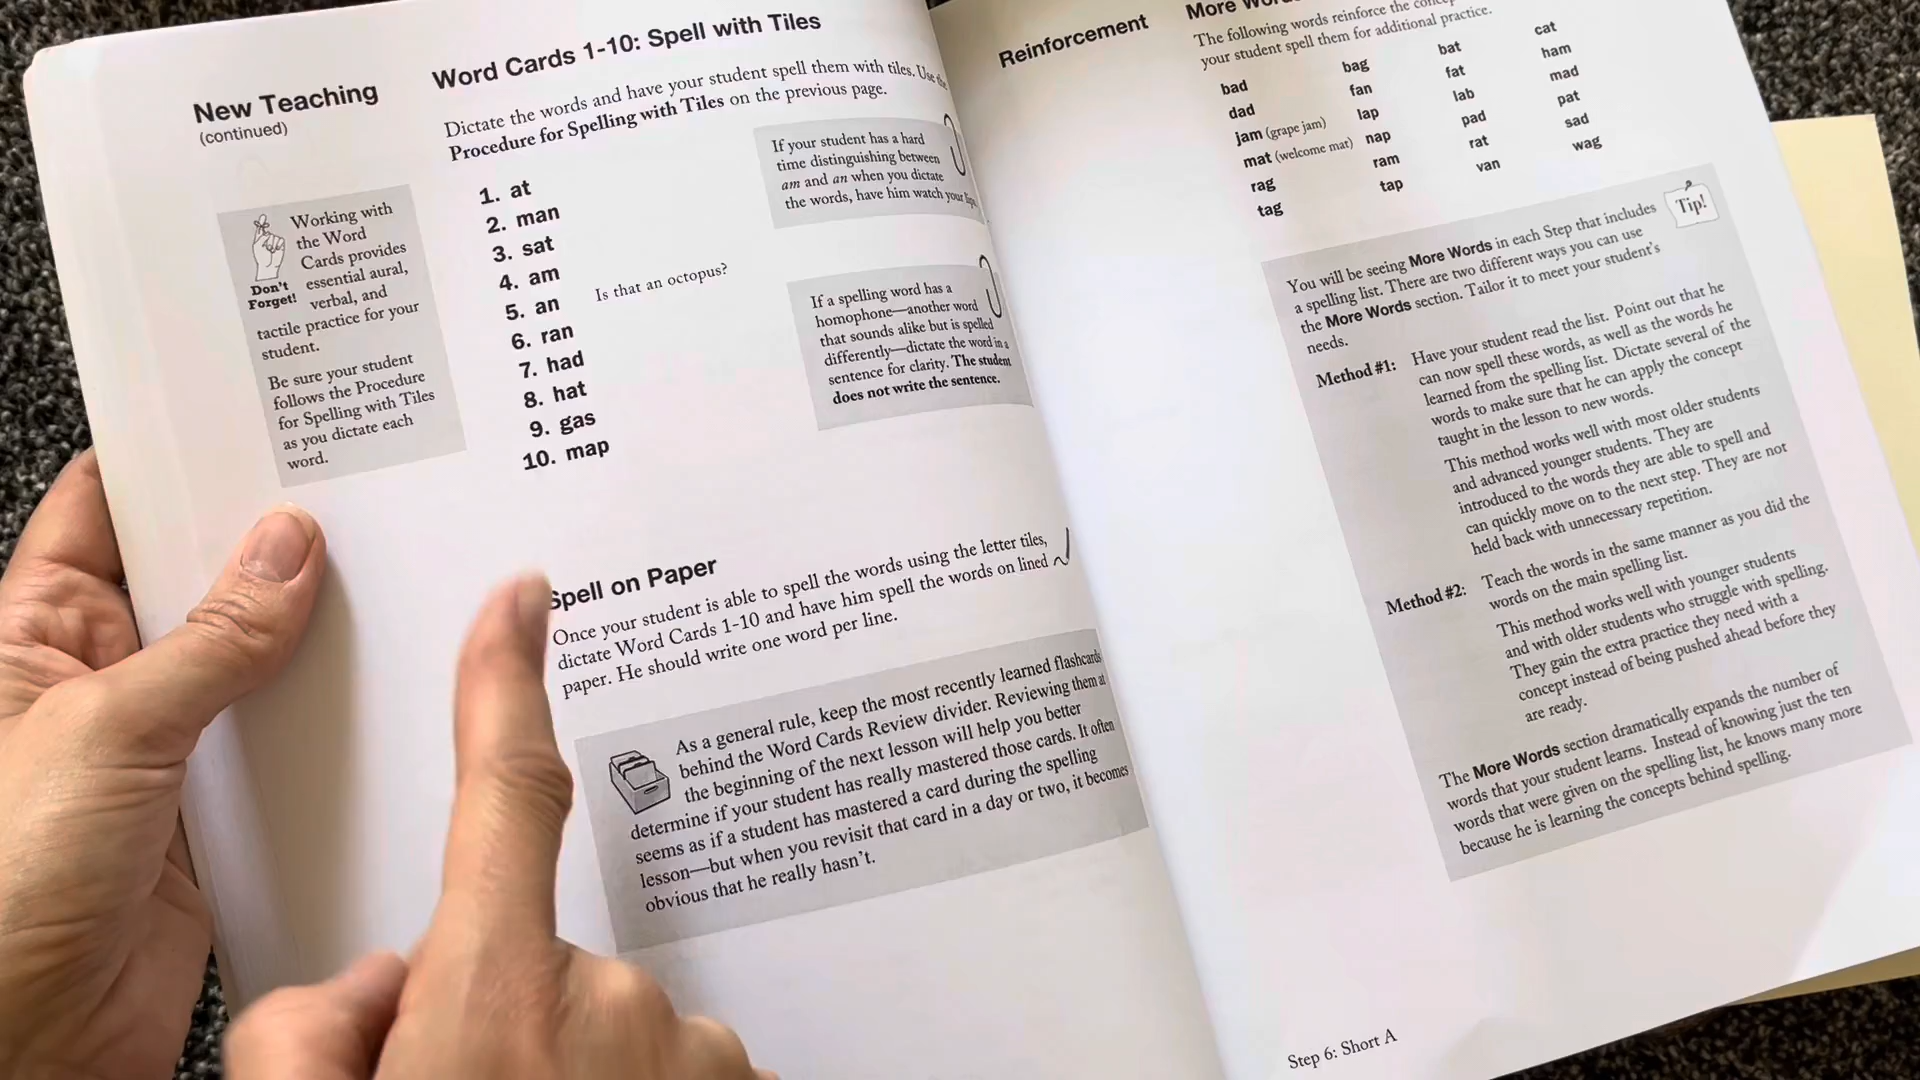 New Teaching
(continued)
Don't
Forget!
Working with
the Word
Cards provides
essential aural,
verbal, and
tactile practice for your
student.
Be sure your student
follows the Procedure
for Spelling with Tiles
as you dictate each
word.
Word Cards 1-10: Spell with Tiles
Dictate the words and have your student spell them with tiles. Use the
Procedure for Spelling with Tiles on the previous page.
1. at
2. man
3. sat
4. am
5. an Is that an octopus?
6. ran
7. had
8. hat
9. gas
10. map
If your student has a hard
time distinguishing between
am and an when you dictate
the words, have him watch your lips.
If a spelling word has a
homophone—another word
that sounds alike but is spelled
differently—dictate the word in a
sentence for clarity. The student
does not write the sentence.
Spell on Paper
Once your student is able to spell the words using the letter tiles,
dictate Word Cards 1-10 and have him spell the words on lined
paper. He should write one word per line.
As a general rule, keep the most recently learned flashcards
behind the Word Cards Review divider. Reviewing them at
the beginning of the next lesson will help you better
determine if your student has really mastered those cards. It often
seems as if a student has mastered a card during the spelling
lesson—but when you revisit that card in a day or two, it becomes
obvious that he really hasn't.
Reinforcement
More
The following words reinforce the
your student spell them for additional practice.
bad bag bat cat
dad fan fat ham
jam (grape jam) lap lab mad
mat (welcome mat) nap pad pat
rag ram rat sad
tag tap van wag
Tip!
You will be seeing More Words in each Step that includes
a spelling list. There are two different ways you can use
the More Words section. Tailor it to meet your student's
needs.
Method #1: Have your student read the list. Point out that he
can now spell these words, as well as the words he
learned from the spelling list. Dictate several of the
words to make sure that he can apply the concept
taught in the lesson to new words.
This method works well with most older students
and advanced younger students. They are
introduced to the words they are able to spell and
can quickly move on to the next step. They are not
held back with unnecessary repetition.
Method #2: Teach the words in the same manner as you did the
words on the main spelling list.
This method works well with younger students
and with older students who struggle with spelling.
They gain the extra practice they need with a
concept instead of being pushed ahead before they
are ready.
The More Words section dramatically expands the number of
words that your student learns. Instead of knowing just the ten
words that were given on the spelling list, he knows many more
because he is learning the concepts behind spelling.
Step 6: Short A